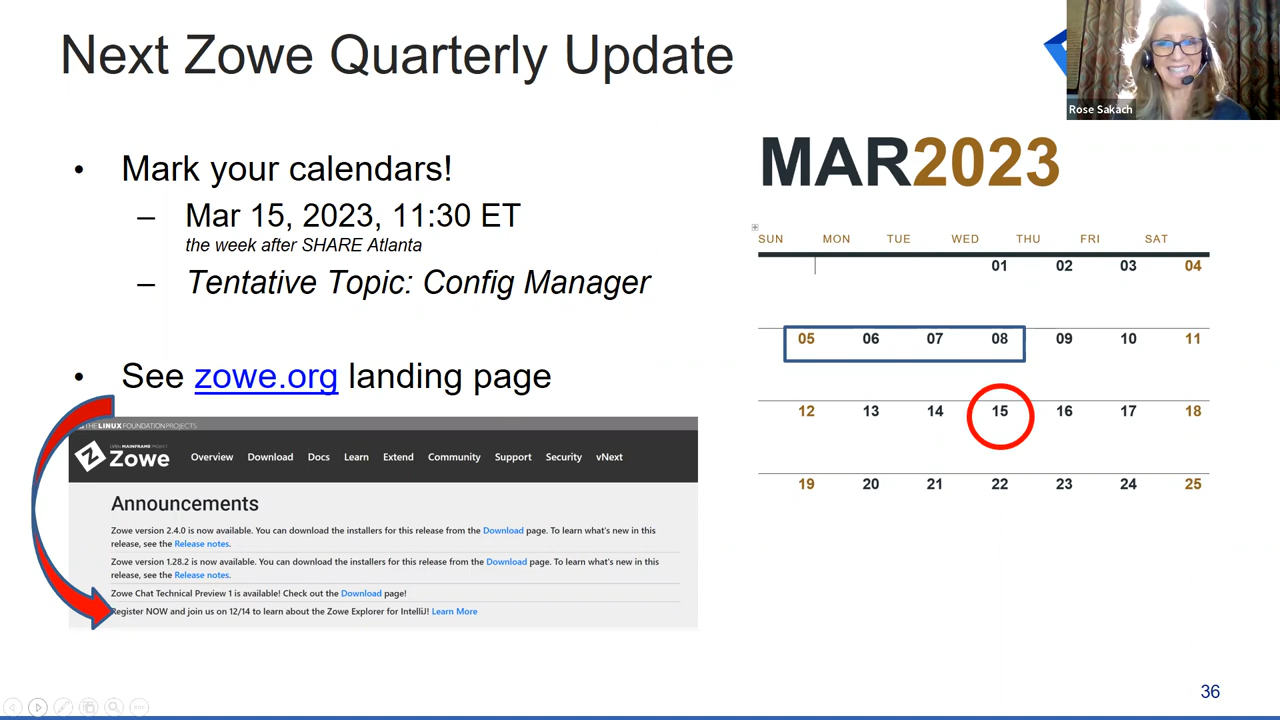 Next Zowe Quarterly Update
Rose Sakach
• Mark your calendars!
– Mar 15, 2023, 11:30 ET
the week after SHARE Atlanta
– Tentative Topic: Config Manager
• See zowe.org landing page
THE LINUX FOUNDATION PROJECTS
OPEN MAINFRAME PROJECT
Zowe
Overview Download Docs Learn Extend Community Support Security vNext
Announcements
Zowe version 2.4.0 is now available. You can download the installers for this release from the Download page. To learn what's new in this
release, see the Release notes.
Zowe version 1.28.2 is now available. You can download the installers for this release from the Download page. To learn what's new in this
release, see the Release notes.
Zowe Chat Technical Preview 1 is available! Check out the Download page!
Register NOW and join us on 12/14 to learn about the Zowe Explorer for IntelliJ! Learn More
MAR2023
SUN MON TUE WED THU FRI SAT
01 02 03 04
05 06 07 08 09 10 11
12 13 14 15 16 17 18
19 20 21 22 23 24 25
36